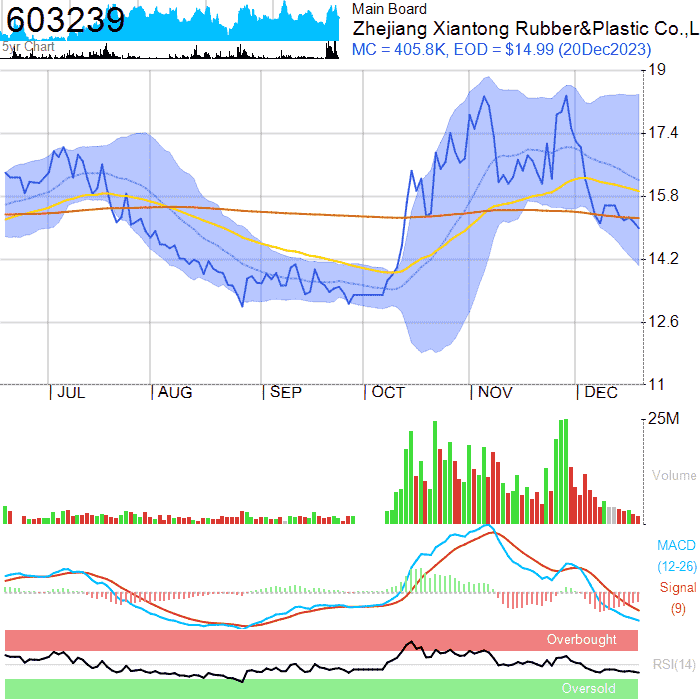 603239
5yr Chart
Main Board
Zhejiang Xiantong Rubber&Plastic Co.,L
MC = 405.8K, EOD = $14.99 (20Dec2023)
19
17.4
15.8
14.2
12.6
11
JUL AUG SEP OCT NOV DEC
25M
Volume
MACD
(12-26)
Signal
(9)
Overbought
RSI(14)
Oversold